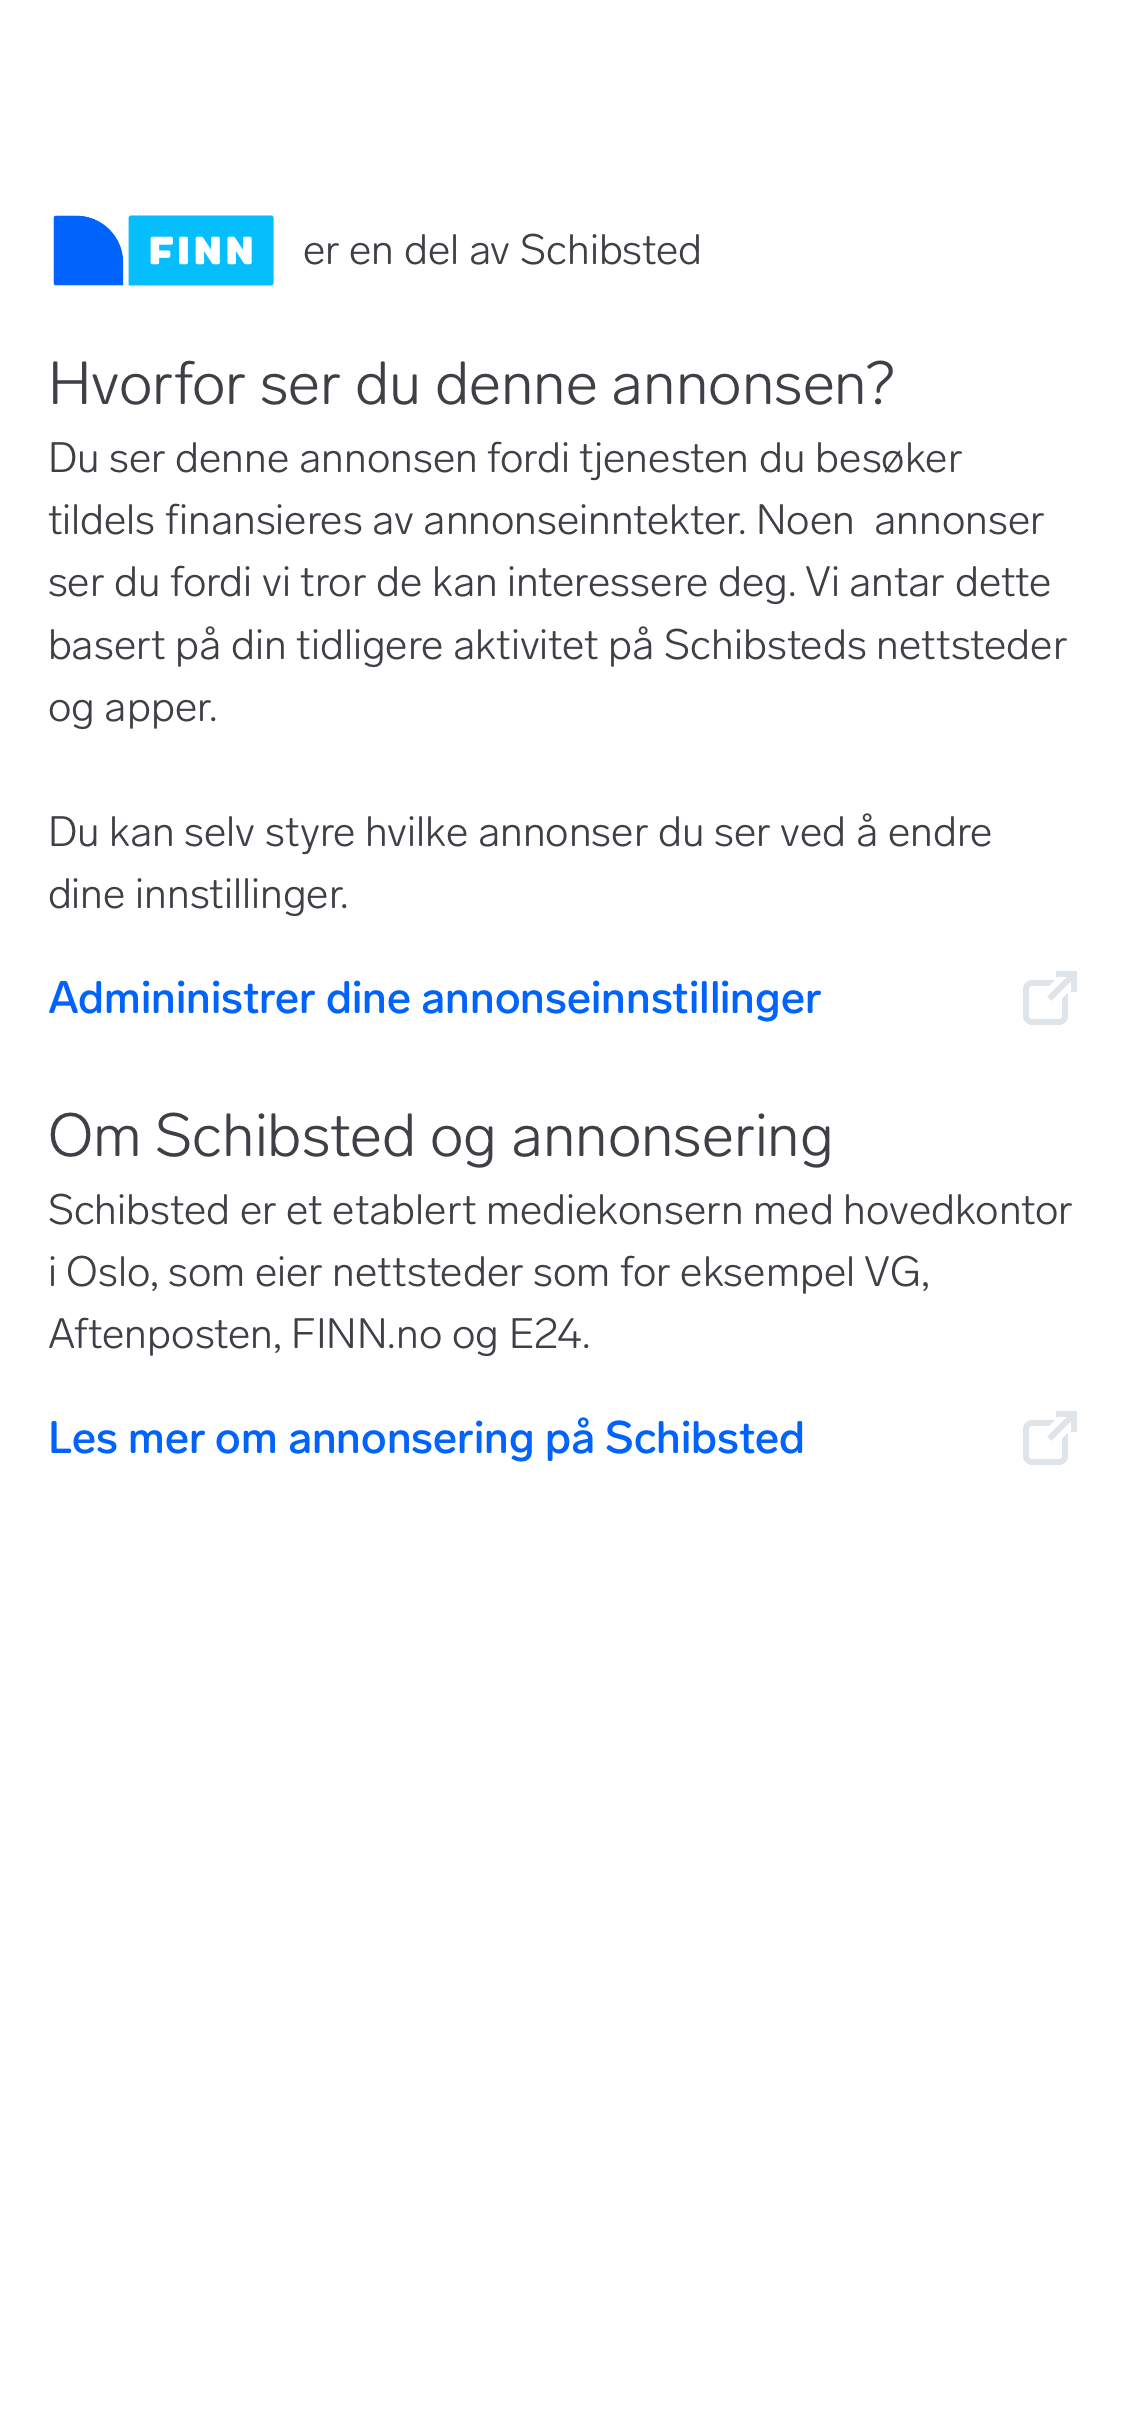 FINN er en del av Schibsted
Hvorfor ser du denne annonsen?
Du ser denne annonsen fordi tjenesten du besøker
tildels finansieres av annonseinntekter. Noen  annonser
ser du fordi vi tror de kan interessere deg. Vi antar dette
basert på din tidligere aktivitet på Schibsteds nettsteder
og apper.
Du kan selv styre hvilke annonser du ser ved å endre
dine innstillinger.
Admininistrer dine annonseinnstillinger
Om Schibsted og annonsering
Schibsted er et etablert mediekonsern med hovedkontor
i Oslo, som eier nettsteder som for eksempel VG,
Aftenposten, FINN.no og E24.
Les mer om annonsering på Schibsted